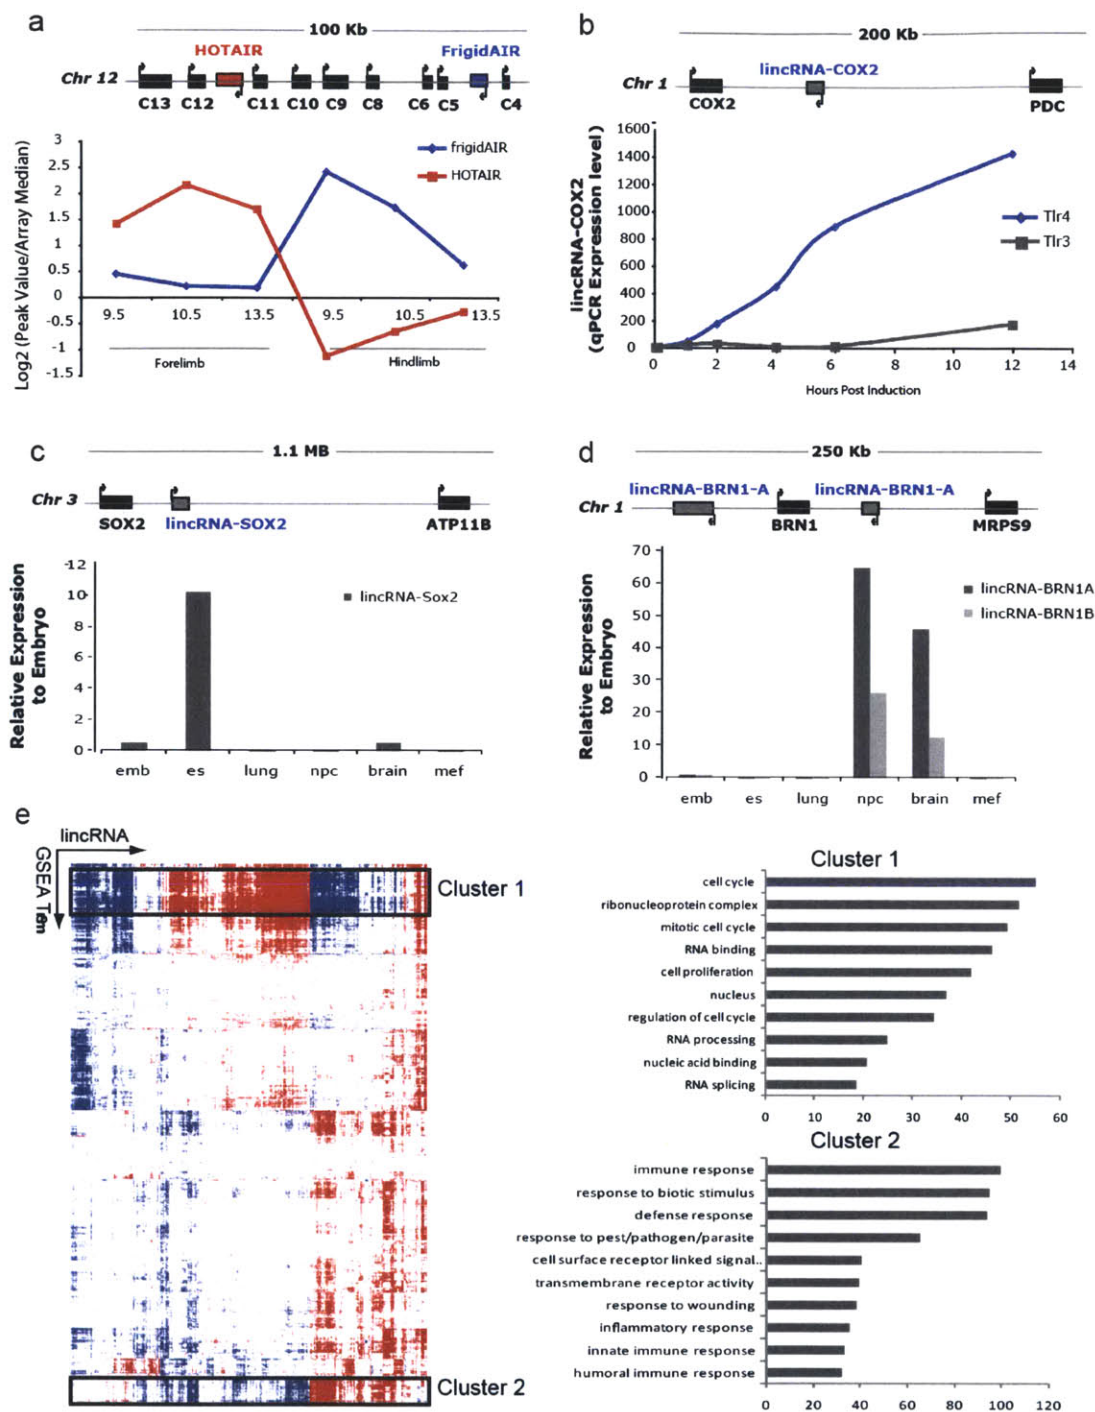 a
100 Kb
HOTAIR
FrigidAIR
Chr 12
C13 C12 C11 C10 C9 C8 C6 C5 C4
Log2 (Peak Value/Array Median)
3
2.5
2
1.5
1
0.5
0
-0.5
-1
-1.5
frigidAIR
HOTAIR
9.5 10.5 13.5 9.5 10.5 13.5
Forelimb Hindlimb
b
200 Kb
lincRNA-COX2
Chr 1
COX2
PDC
lincRNA-COX2
(qPCR Expression level)
1600
1400
1200
1000
800
600
400
200
0
Tlr4
Tlr3
0 2 4 6 8 10 12 14
Hours Post Induction
c
1.1 MB
Chr 3
SOX2 lincRNA-SOX2 ATP11B
Relative Expression
to Embryo
-12
10
8
6
4
2
0
lincRNA-Sox2
emb es lung npc brain mef
d
250 Kb
lincRNA-BRN1-A lincRNA-BRN1-A
Chr 1
BRN1 MRPS9
Relative Expression
to Embryo
70
60
50
40
30
20
10
0
lincRNA-BRN1A
lincRNA-BRN1B
emb es lung npc brain mef
e
lincRNA
GSEA
Cluster 1
Cluster 2
Cluster 1
cell cycle
ribonucleoprotein complex
mitotic cell cycle
RNA binding
cell proliferation
nucleus
regulation of cell cycle
RNA processing
nucleic acid binding
RNA splicing
0 10 20 30 40 50 60
Cluster 2
immune response
response to biotic stimulus
defense response
response to pest/pathogen/parasite
cell surface receptor linked signal..
transmembrane receptor activity
response to wounding
inflammatory response
innate immune response
humoral immune response
0 20 40 60 80 100 120